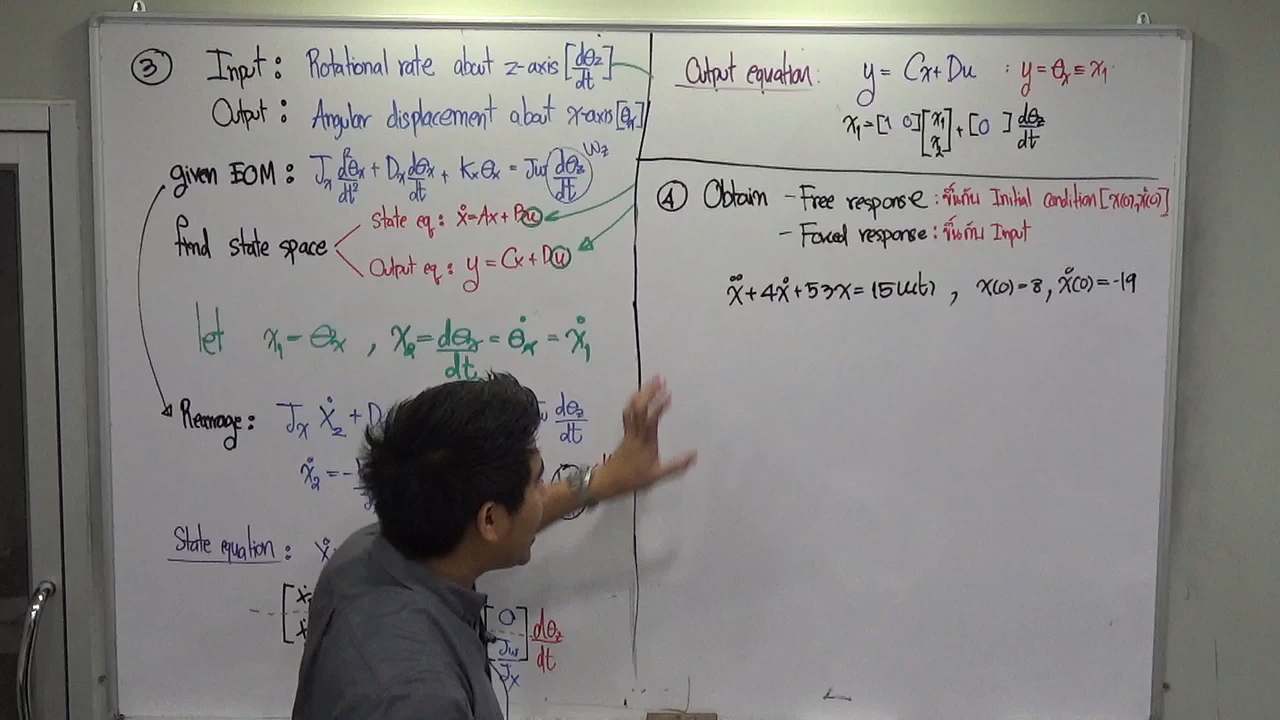 ③ Input: Rotational rate about z-axis [dθz/dt]
Output: Angular displacement about x-axis [θx]
given EOM: Jx d²θx/dt² + Dx dθx/dt + Kxθx = Jω dθz/dt ωz
find state space
State eq: ẋ = Ax + Bu
Output eq: y = Cx + Du
let x₁ = θx , x₂ = dθx/dt = θ̇x = ẋ₁
Rearrange: Jx ẋ₂ + D dθz/dt
ẋ₂ = -
State equation: ẋ
[0 Jω/Jx] dθz/dt
Output equation: y = Cx + Du : y = θx ≡ x₁
x₁ = [1 0][x₁ x₂] + [0] dθz/dt
④ Obtain - Free response: ขึ้นกับ Initial condition [x(0), ẋ(0)]
- Forced response: ขึ้นกับ Input
ẍ + 4ẋ + 53x = 15u(t) , x(0) = 8, ẋ(0) = -19